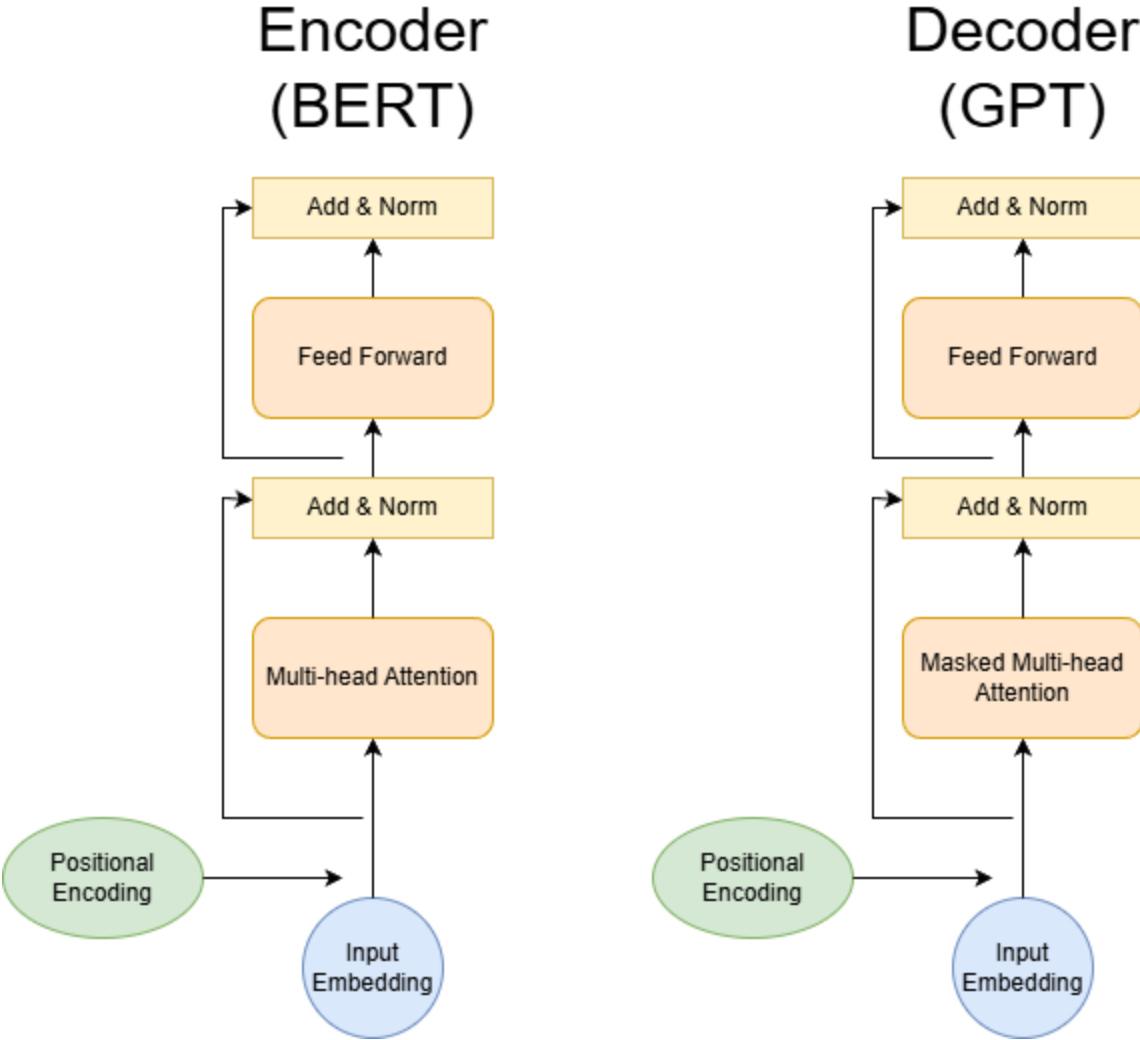 Encoder
(BERT)
Add & Norm
Feed Forward
Add & Norm
Multi-head Attention
Positional
Encoding
Input
Embedding
Decoder
(GPT)
Add & Norm
Feed Forward
Add & Norm
Masked Multi-head
Attention
Positional
Encoding
Input
Embedding